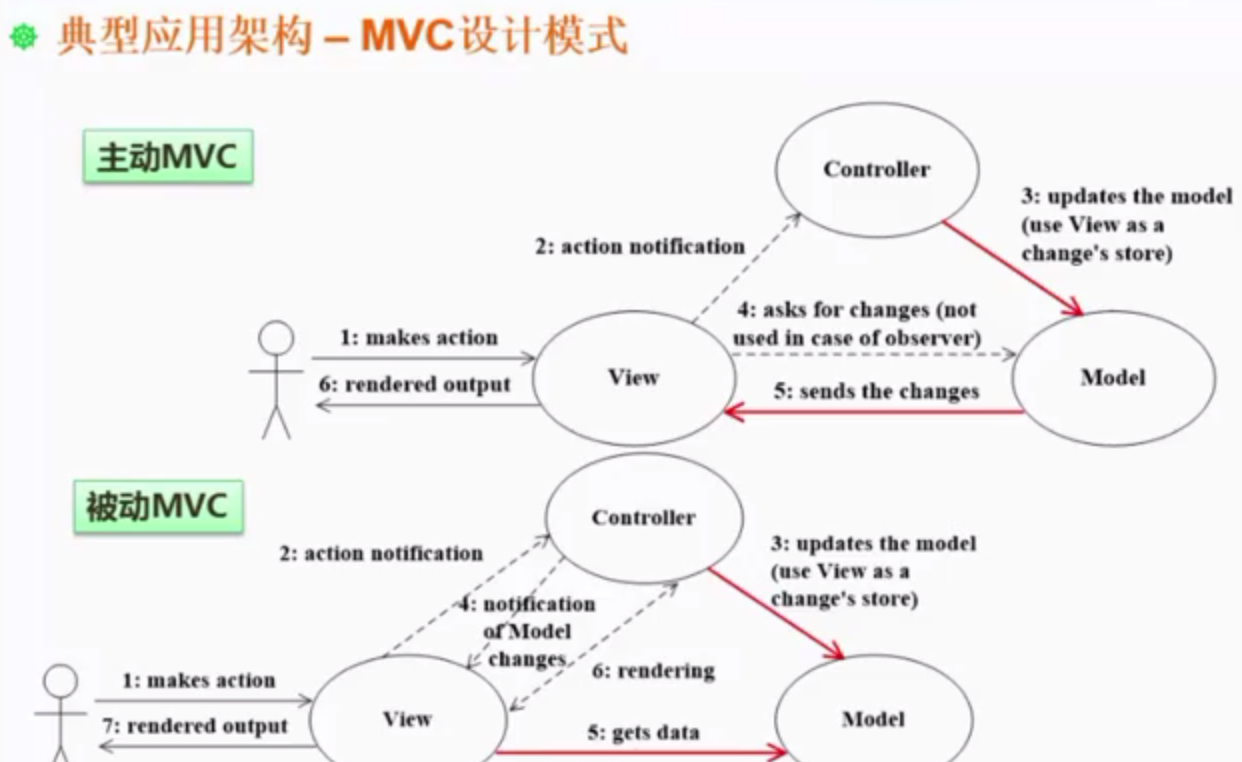 典型应用架构 – MVC设计模式
主动MVC
Controller
3: updates the model
(use View as a
change's store)
2: action notification
4: asks for changes (not
used in case of observer)
1: makes action
6: rendered output
View
5: sends the changes
Model
被动MVC
Controller
2: action notification
3: updates the model
(use View as a
change's store)
4: notification
of Model
changes
6: rendering
1: makes action
7: rendered output
View
5: gets data
Model